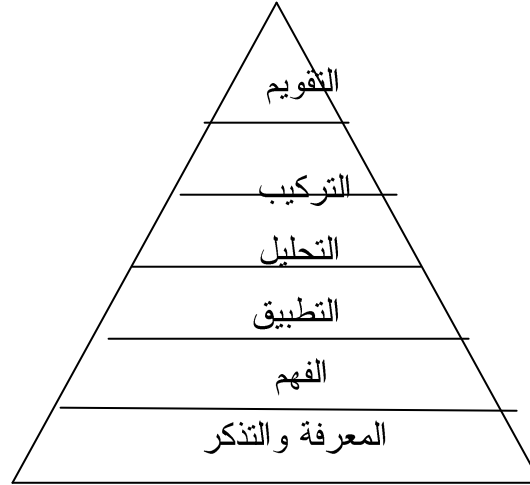 التقويم
التركيب
التحليل
التطبيق
الفهم
المعرفة والتذكر